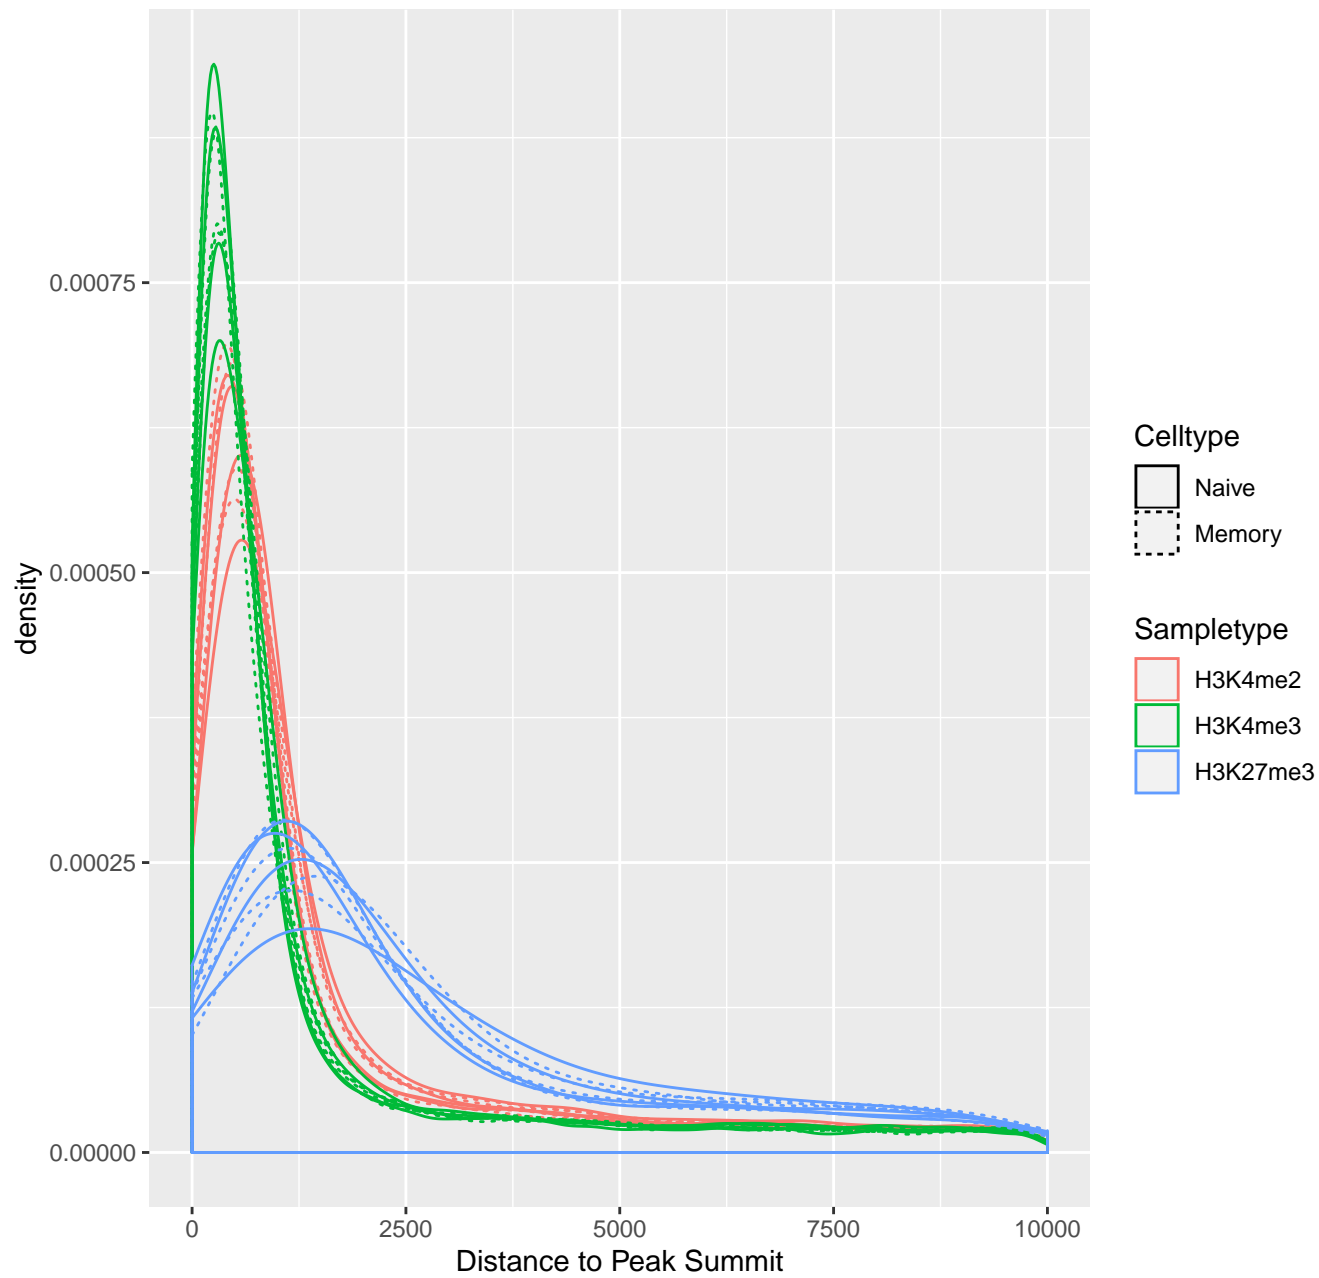 density
0.00075
0.00050
0.00025
0.00000
0
2500
5000
7500
10000
Distance to Peak Summit
Celltype
Naive
Memory
Sampletype
H3K4me2
H3K4me3
H3K27me3